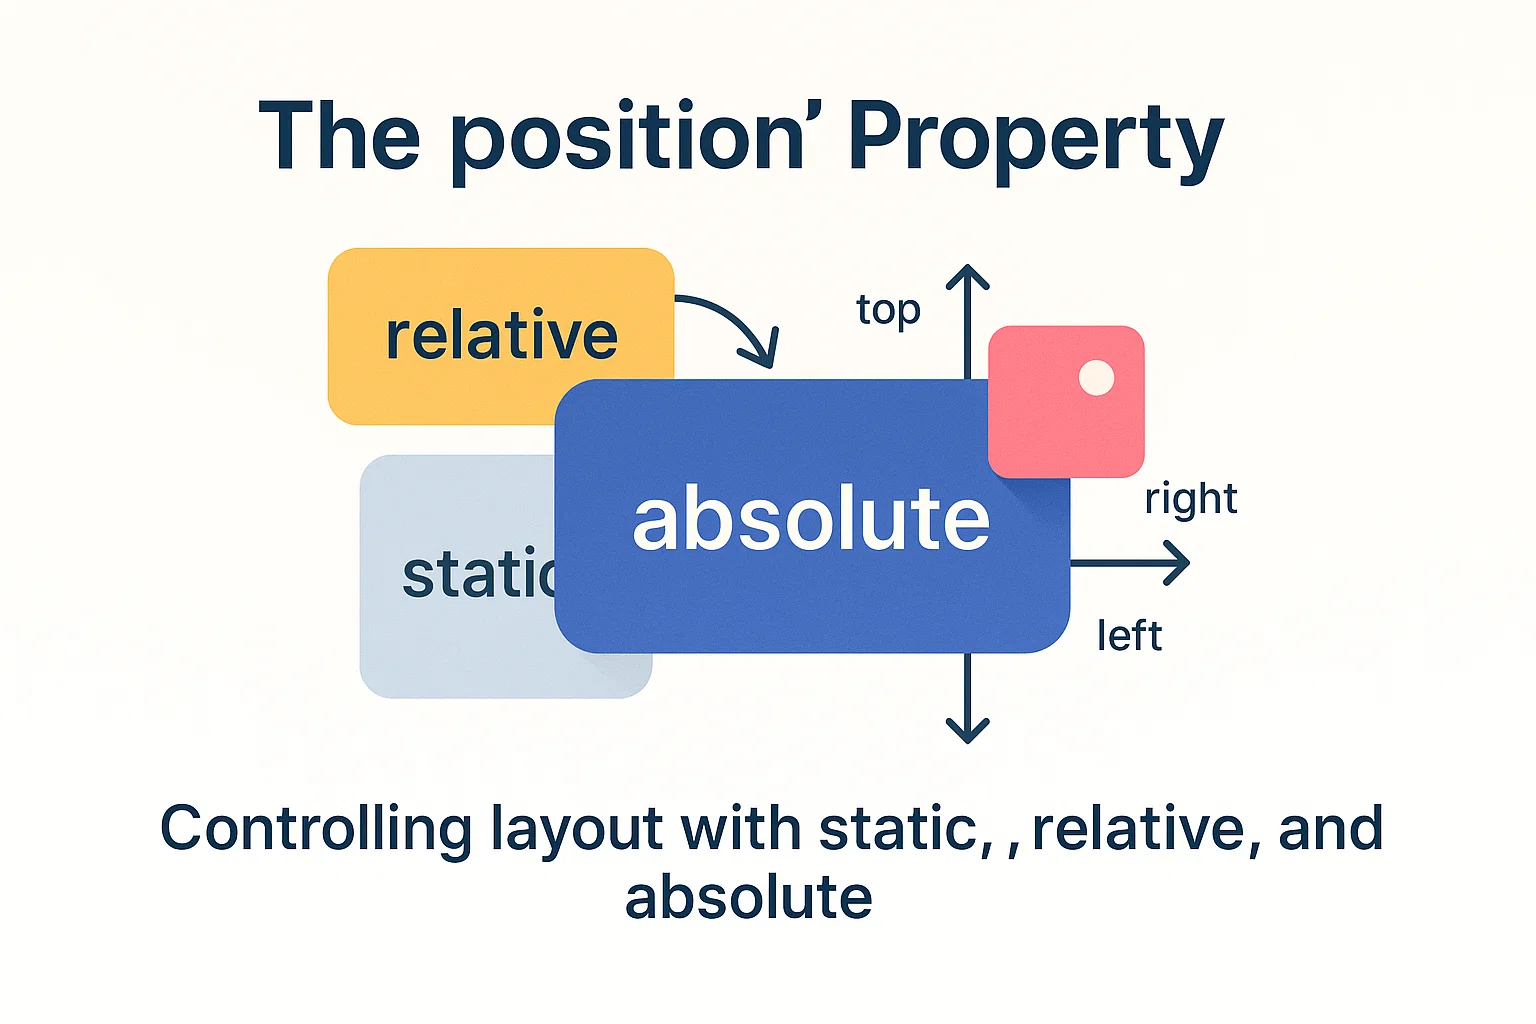 The position’ Property
relative
top
absolute
right
static
left
Controlling layout with static, , relative, and
absolute